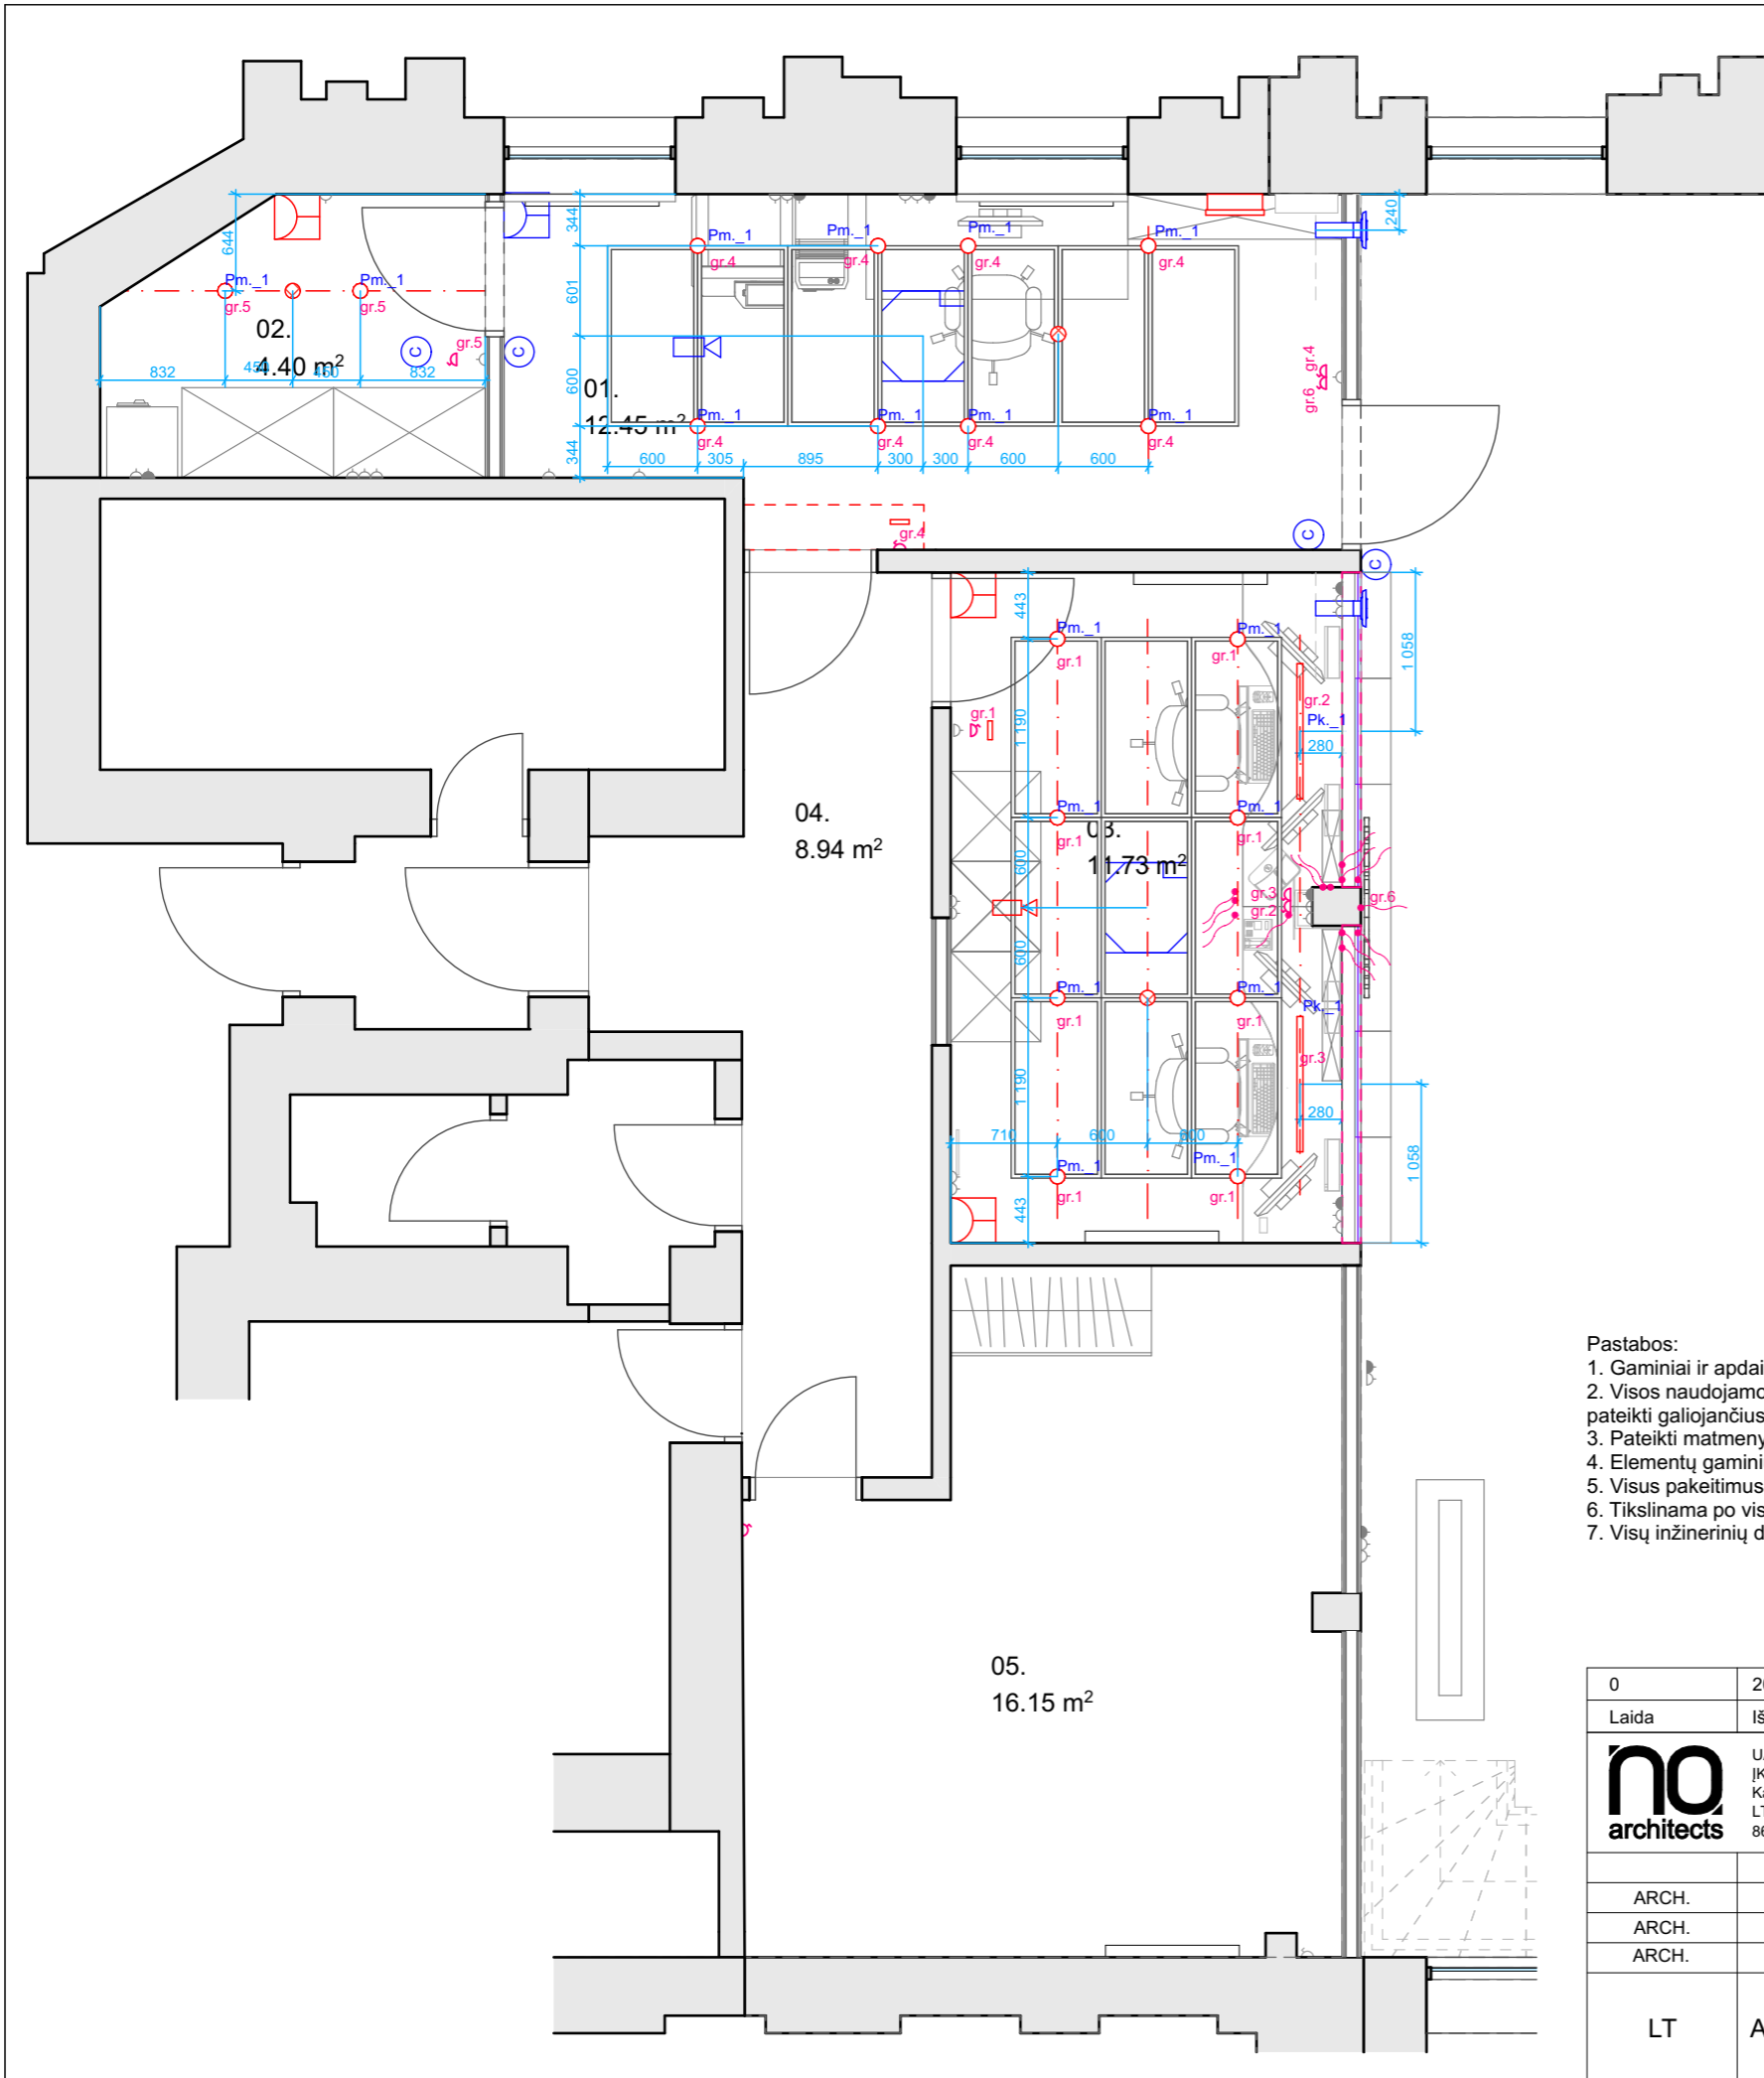 240
344
644
Pm._1
Pm._1
Pm._1
Pm._1
gr.4
gr.4
gr.4
gr.4
Pm._1
Pm._1
gr.5
gr.5
601
02.
4.40 m²
C
gr.5
C
gr.4
gr.6
832
450
832
600
01.
12.45 m²
Pm._1
Pm._1
Pm._1
Pm._1
gr.4
gr.4
gr.4
gr.4
344
600
305
895
300
300
600
600
gr.4
C
C
443
Pm._1
Pm._1
gr.1
gr.1
1 058
gr.2
gr.1
1 190
Pk._1
280
04.
8.94 m²
Pm._1
Pm._1
gr.1
gr.1
03.
11.73 m²
600
gr.3
gr.2
gr.6
600
Pm._1
Pm._1
Pk._1
gr.1
gr.1
gr.3
1 190
280
710
600
600
1 058
Pm._1
Pm._1
gr.1
gr.1
443
Pastabos:
1. Gaminiai ir
2. Visos
pateikti galiojančius
3. Pateikti
4. Elementų
5. Visus pakeitimus
6. Tikslinama po
7. Visų inžinerinių
05.
16.15 m²
0
Laida
no
architects
ARCH.
ARCH.
ARCH.
LT